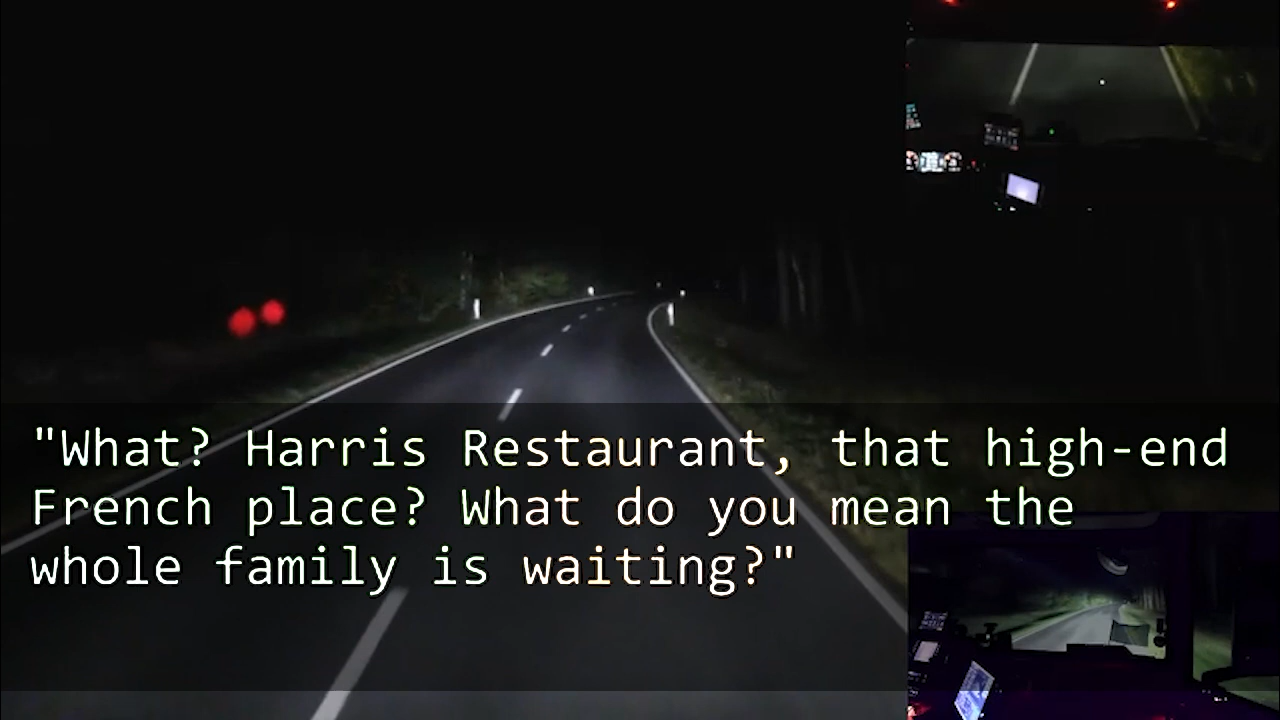 "What? Harris Restaurant, that high-end
French place? What do you mean the
whole family is waiting?"